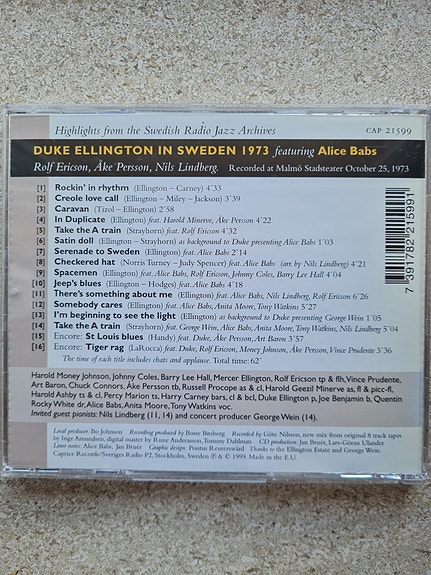 Highlights from the Swedish Radio Jazz Archives CAP 21599
DUKE ELLINGTON IN SWEDEN 1973 featuring Alice Babs
Rolf Ericson, Åke Persson, Nils Lindberg. Recorded at Malmö Stadsteater October 25, 1973
[1] Rockin' in rhythm (Ellington – Carney) 4'33
[2] Creole love call (Ellington – Miley – Jackson) 3'39
[3] Caravan (Tizol – Ellington) 2'58
[4] In Duplicate (Ellington) feat. Harold Minerve, Åke Persson 4'22
[5] Take the A train (Strayhorn) feat. Rolf Ericson 4'32
[6] Satin doll (Ellington – Strayhorn) as background to Duke presenting Alice Babs 1'03
[7] Serenade to Sweden (Ellington) feat. Alice Babs 2'14
[8] Checkered hat (Norris Turney – Judy Spencer) feat. Alice Babs (arr. by Nils Lindberg) 4'21
[9] Spacemen (Ellington) feat. Alice Babs, Rolf Ericson, Johnny Coles, Barry Lee Hall 4'04
[10] Jeep's blues (Ellington – Hodges) feat. Alice Babs 4'18
[11] There's something about me (Ellington) feat. Alice Babs, Nils Lindberg, Rolf Ericson 6'26
[12] Somebody cares (Ellington) feat. Alice Babs, Anita Moore, Tony Watkins 5'27
[13] I'm beginning to see the light (Ellington) as background to Duke presenting George Wein 1'05
[14] Take the A train (Strayhorn) feat. George Wein, Alice Babs, Anita Moore, Tony Watkins, Nils Lindberg 5'04
[15] Encore: St Louis blues (Handy) feat. Duke, Åke Persson, Art Baron 3'57
[16] Encore: Tiger rag (LaRocca) feat. Duke, Rolf Ericson, Money Johnson, Åke Persson, Vince Prudente 3'36
The time of each title includes chats and applause. Total time: 62'
7 391782 215991
Harold Money Johnson, Johnny Coles, Barry Lee Hall, Mercer Ellington, Rolf Ericson tp & flh, Vince Prudente,
Art Baron, Chuck Connors, Åke Persson tb, Russell Procope as & cl, Harold Geezil Minerve as, fl & picc-fl,
Harold Ashby ts & cl, Percy Marion ts, Harry Carney bars, cl & bcl, Duke Ellington p, Joe Benjamin b, Quentin
Rocky White dr, Alice Babs, Anita Moore, Tony Watkins voc.
Invited guest pianists: Nils Lindberg (11, 14) and concert producer George Wein (14).
Local producer: Bo Johnson Recording produced by Bosse Broberg Recorded by Göte Nilsson, new mix from original 8 track tapes
by Inge Amundsen, digital master by Rune Andreasson, Tommy Dahlman CD production: Jan Bruér, Lars-Göran Ulander
Liner notes: Alice Babs, Jan Bruér Graphic design: Pontus Reuterswärd Thanks to the Ellington Estate and George Wein.
Caprice Records/Sveriges Radio P2, Stockholm, Sweden ℗ & © 1999. Made in the E.U.